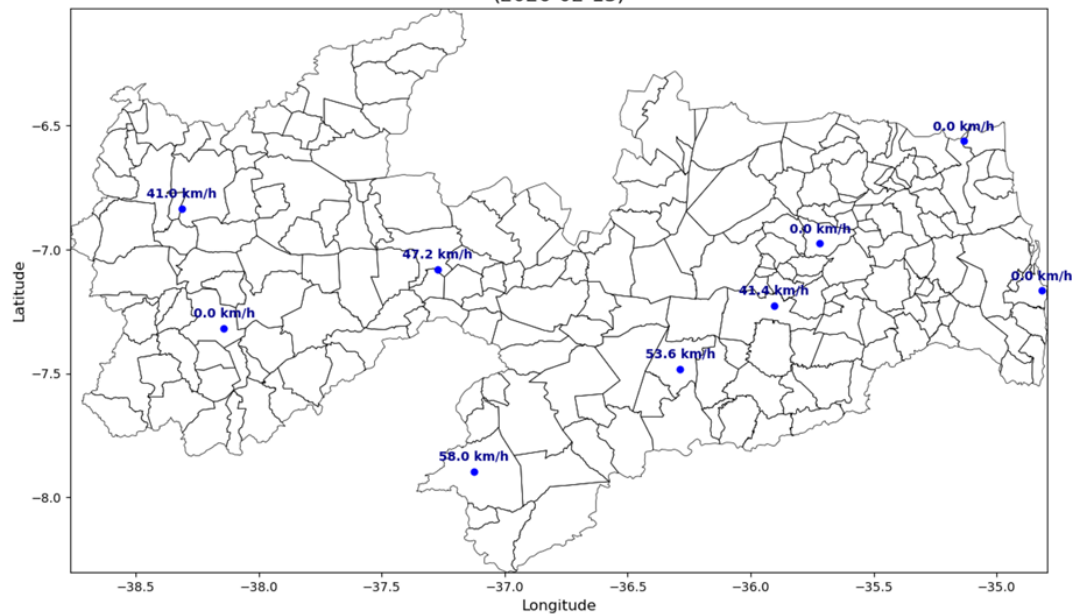 −6.5
0.0 km/h
41.0 km/h
0.0 km/h
−7.0
47.2 km/h
0.0 km/h
41.4 km/h
0.0 km/h
53.6 km/h
−7.5
58.0 km/h
−8.0
−38.5
−38.0
−37.5
−37.0
−36.5
−36.0
−35.5
−35.0
Latitude
Longitude